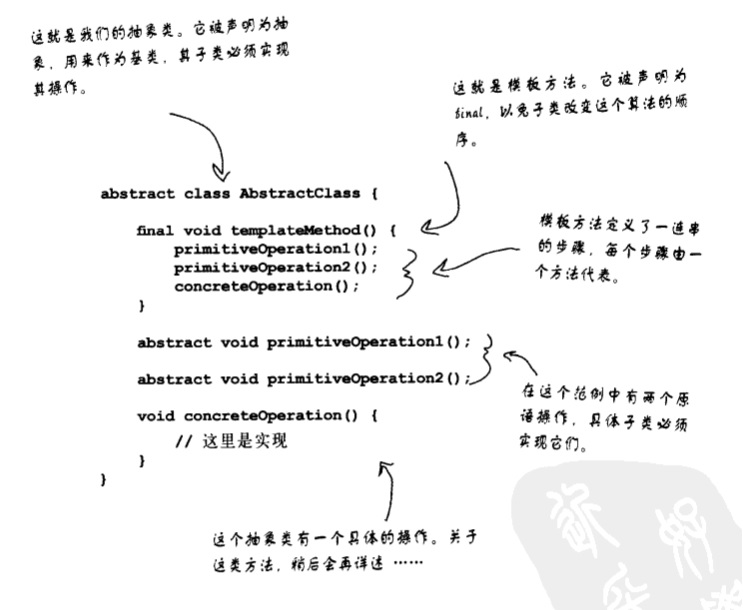 这就是我们的抽象类。它被声明为抽
象，用来作为基类，其子类必须实现
其操作。
这就是模板方法。它被声明为
final，以免子类改变这个算法的顺
序。
abstract class AbstractClass {
final void templateMethod() {
primitiveOperation1();
primitiveOperation2();
concreteOperation();
}
模板方法定义了一连串
的步骤，每个步骤由一
个方法代表。
abstract void primitiveOperation1();
abstract void primitiveOperation2();
在这个范例中有两个原
语操作，具体子类必须
实现它们。
void concreteOperation() {
// 这里是实现
}
}
这个抽象类有一个具体的操作。关于
这类方法，稍后会再详述 ……